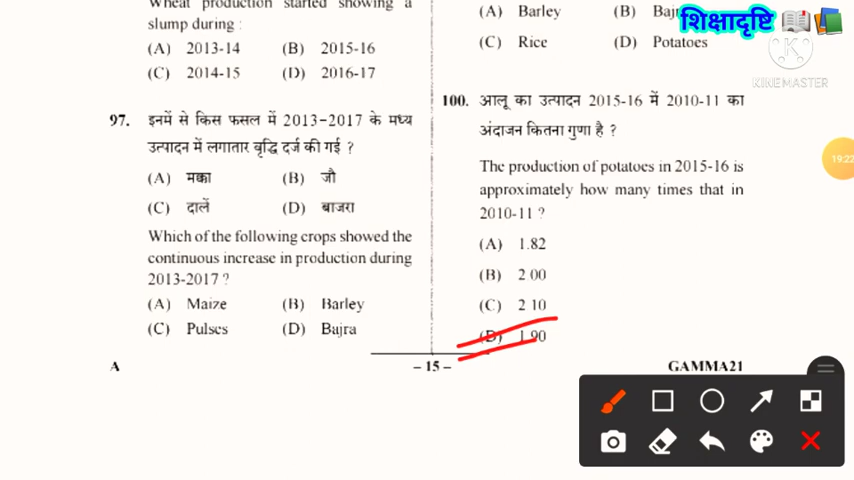 Wheat production started showing a
slump during :
(A) 2013-14 (B) 2015-16
(C) 2014-15 (D) 2016-17
97. इनमें से किस फसल में 2013-2017 के मध्य
उत्पादन में लगातार वृद्धि दर्ज की गई ?
(A) मक्का (B) जौ
(C) दालें (D) बाजरा
Which of the following crops showed the
continuous increase in production during
2013-2017 ?
(A) Maize (B) Barley
(C) Pulses (D) Bajra
(A) Barley (B)
(C) Rice (D) Potatoes
100. आलू का उत्पादन 2015-16 में 2010-11 का
अंदाजन कितना गुणा है ?
The production of potatoes in 2015-16 is
approximately how many times that in
2010-11 ?
(A) 1.82
(B) 2 00
(C) 2 10
(D) 1 90
A – 15 – GAMMA21
शिक्षादृष्टि
K
KINEMASTER
19:22